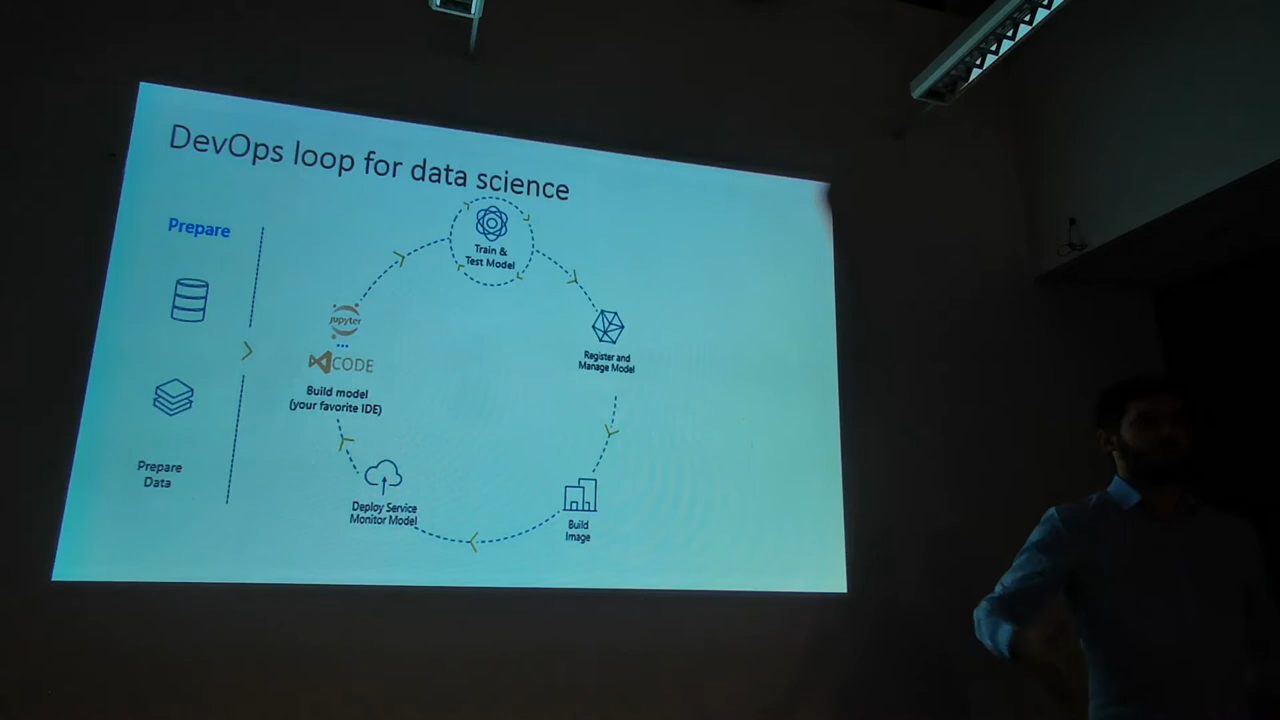 DevOps loop for data science
Prepare
Prepare
Data
Train &
Test Model
jupyter
CODE
Build model
(your favorite IDE)
Register and
Manage Model
Deploy Service
Monitor Model
Build
Image